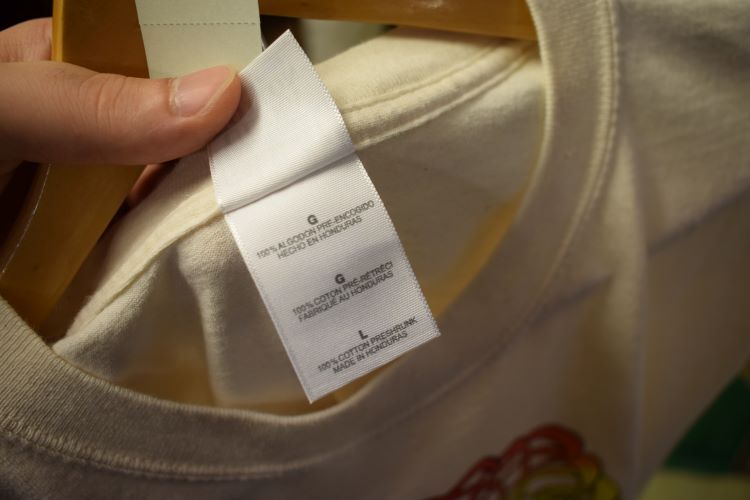 G
100% ALGODON PRE-ENCOGIDO
HECHO EN HONDURAS
G
100% COTON PRÉ-RÉTRÉCI
FABRIQUÉ AU HONDURAS
L
100% COTTON PRESHRUNK
MADE IN HONDURAS